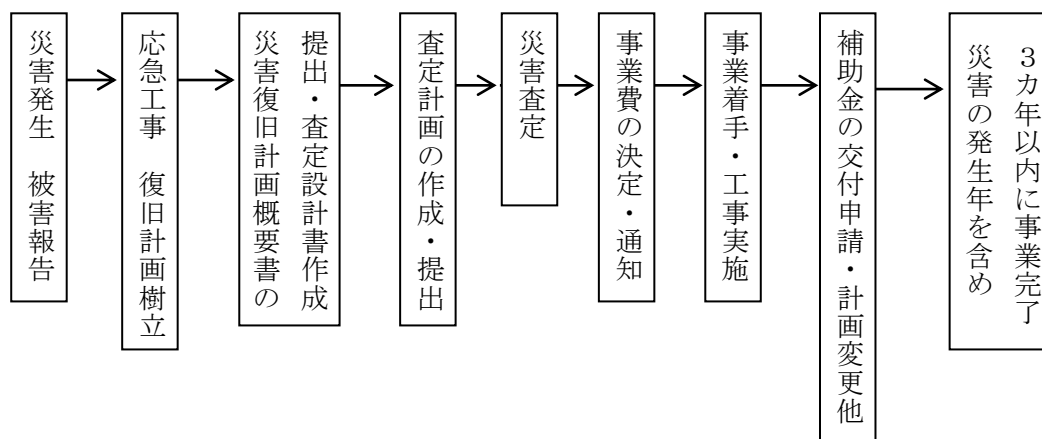 災害発生　被害報告
応急工事　復旧計画樹立
提出・査定設計書作成
災害復旧計画概要書の
査定計画の作成・提出
災害査定
事業費の決定・通知
事業着手・工事実施
補助金の交付申請・計画変更他
３カ年以内に事業完了
災害の発生年を含め